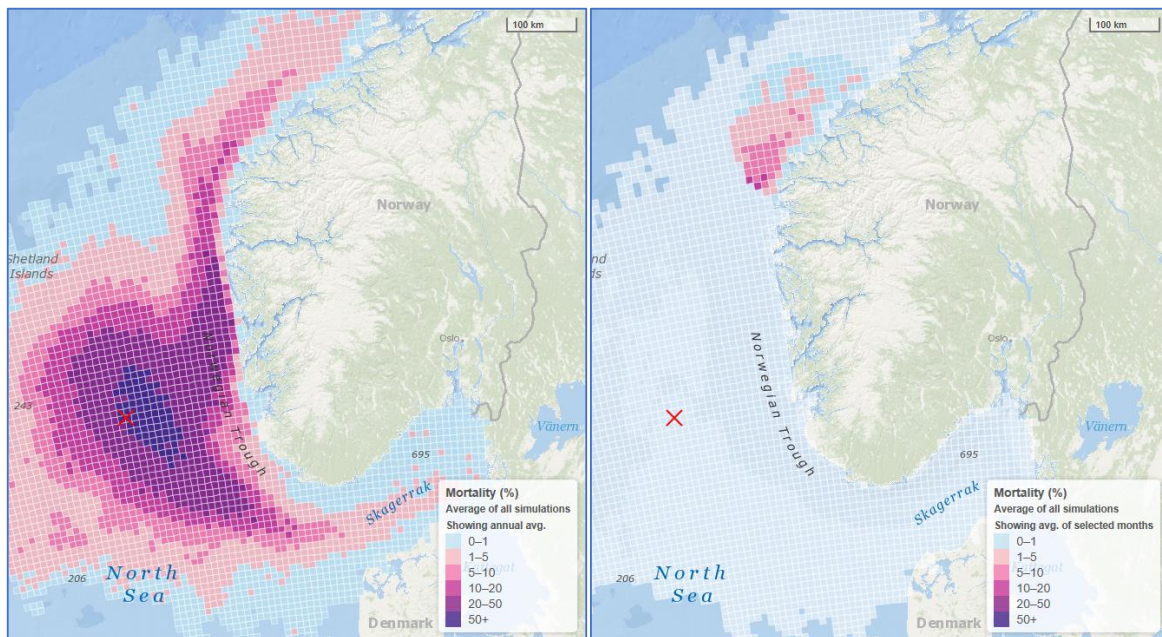 100 km
Norway
Shetland
Islands
Norwegian Trough
Oslo
243
Vänern
695
Skagerrak
206
North
Sea
Denmark
Mortality (%)
Average of all simulations
Showing annual avg.
0–1
1–5
5–10
10–20
20–50
50+
100 km
Norway
Norwegian Trough
Oslo
Vänern
695
Skagerrak
206
North
Sea
Denmark
Mortality (%)
Average of all simulations
Showing avg. of selected months
0–1
1–5
5–10
10–20
20–50
50+